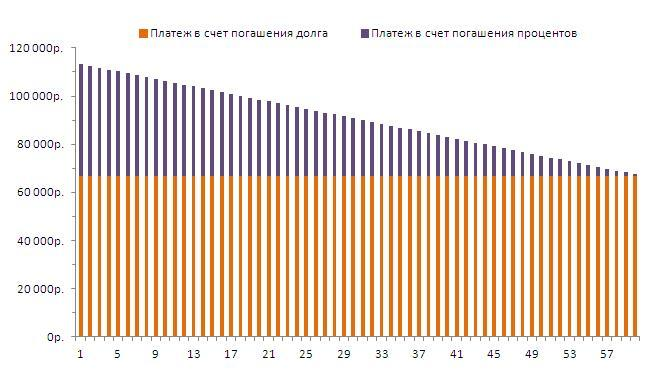 Платеж в счет погашения долга
Платеж в счет погашения процентов
120 000р.
100 000р.
80 000р.
60 000р.
40 000р.
20 000р.
0р.
1 5 9 13 17 21 25 29 33 37 41 45 49 53 57